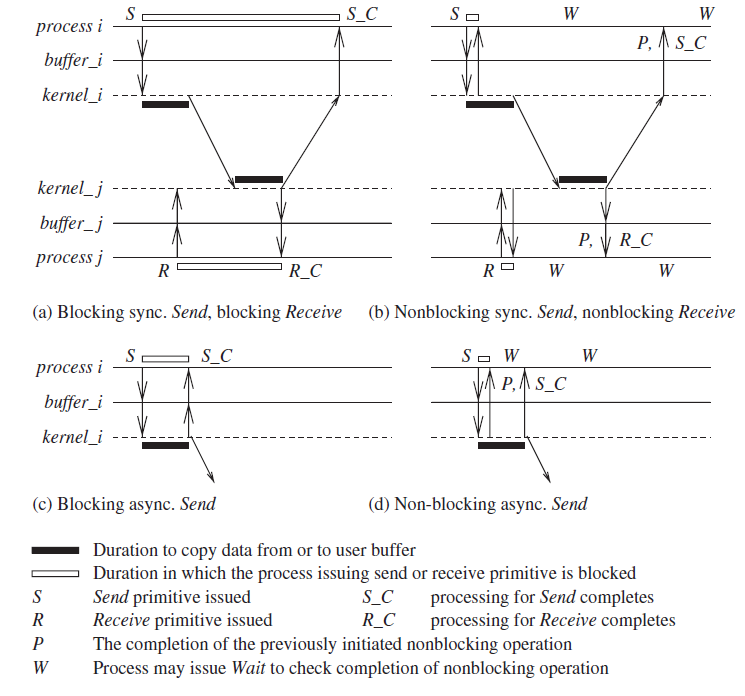 S S_C S W W
process i P, S_C
buffer_i
kernel_i
kernel_j
buffer_j
process j P, R_C
R R_C R W W
(a) Blocking sync. Send, blocking Receive (b) Nonblocking sync. Send, nonblocking Receive
S S_C S W W
process i P, S_C
buffer_i
kernel_i
(c) Blocking async. Send (d) Non-blocking async. Send
Duration to copy data from or to user buffer
Duration in which the process issuing send or receive primitive is blocked
S Send primitive issued S_C processing for Send completes
R Receive primitive issued R_C processing for Receive completes
P The completion of the previously initiated nonblocking operation
W Process may issue Wait to check completion of nonblocking operation